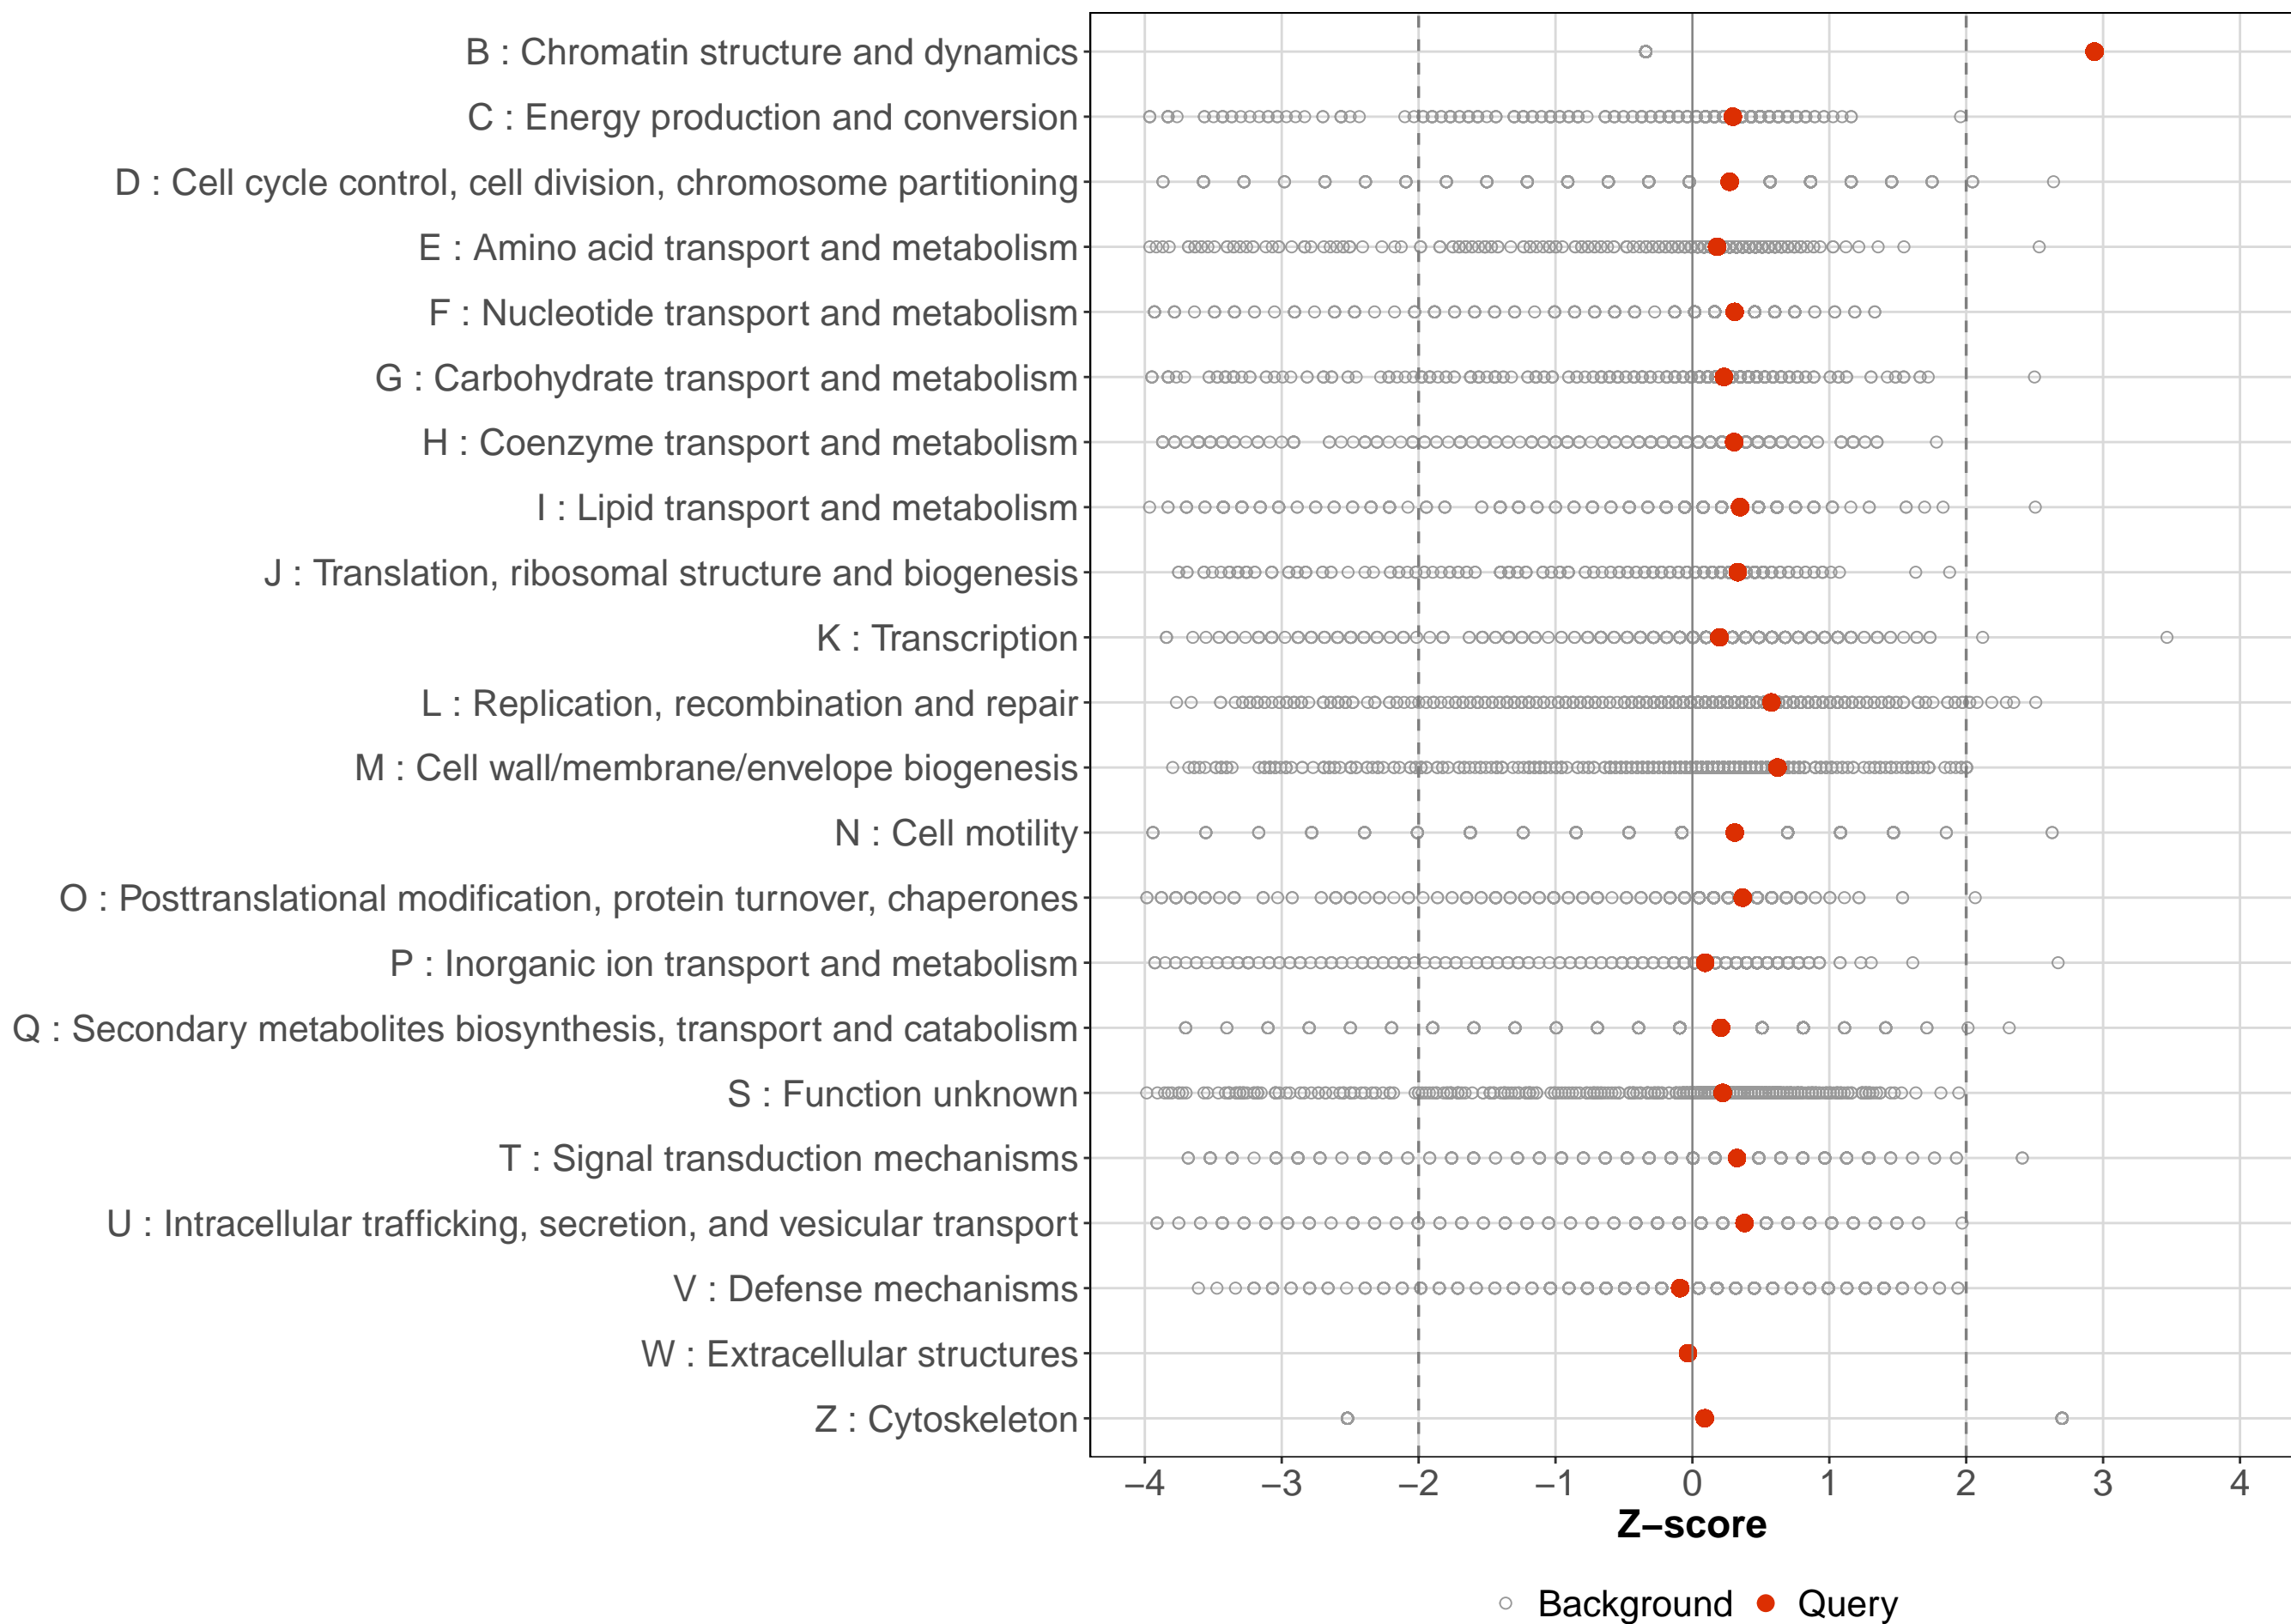 B : Chromatin structure and dynamics
C : Energy production and conversion
D : Cell cycle control, cell division, chromosome partitioning
E : Amino acid transport and metabolism
F : Nucleotide transport and metabolism
G : Carbohydrate transport and metabolism
H : Coenzyme transport and metabolism
I : Lipid transport and metabolism
J : Translation, ribosomal structure and biogenesis
K : Transcription
L : Replication, recombination and repair
M : Cell wall/membrane/envelope biogenesis
N : Cell motility
O : Posttranslational modification, protein turnover, chaperones
P : Inorganic ion transport and metabolism
Q : Secondary metabolites biosynthesis, transport and catabolism
S : Function unknown
T : Signal transduction mechanisms
U : Intracellular trafficking, secretion, and vesicular transport
V : Defense mechanisms
W : Extracellular structures
Z : Cytoskeleton
−4 −3 −2 −1 0 1 2 3 4
Z−score
Background Query